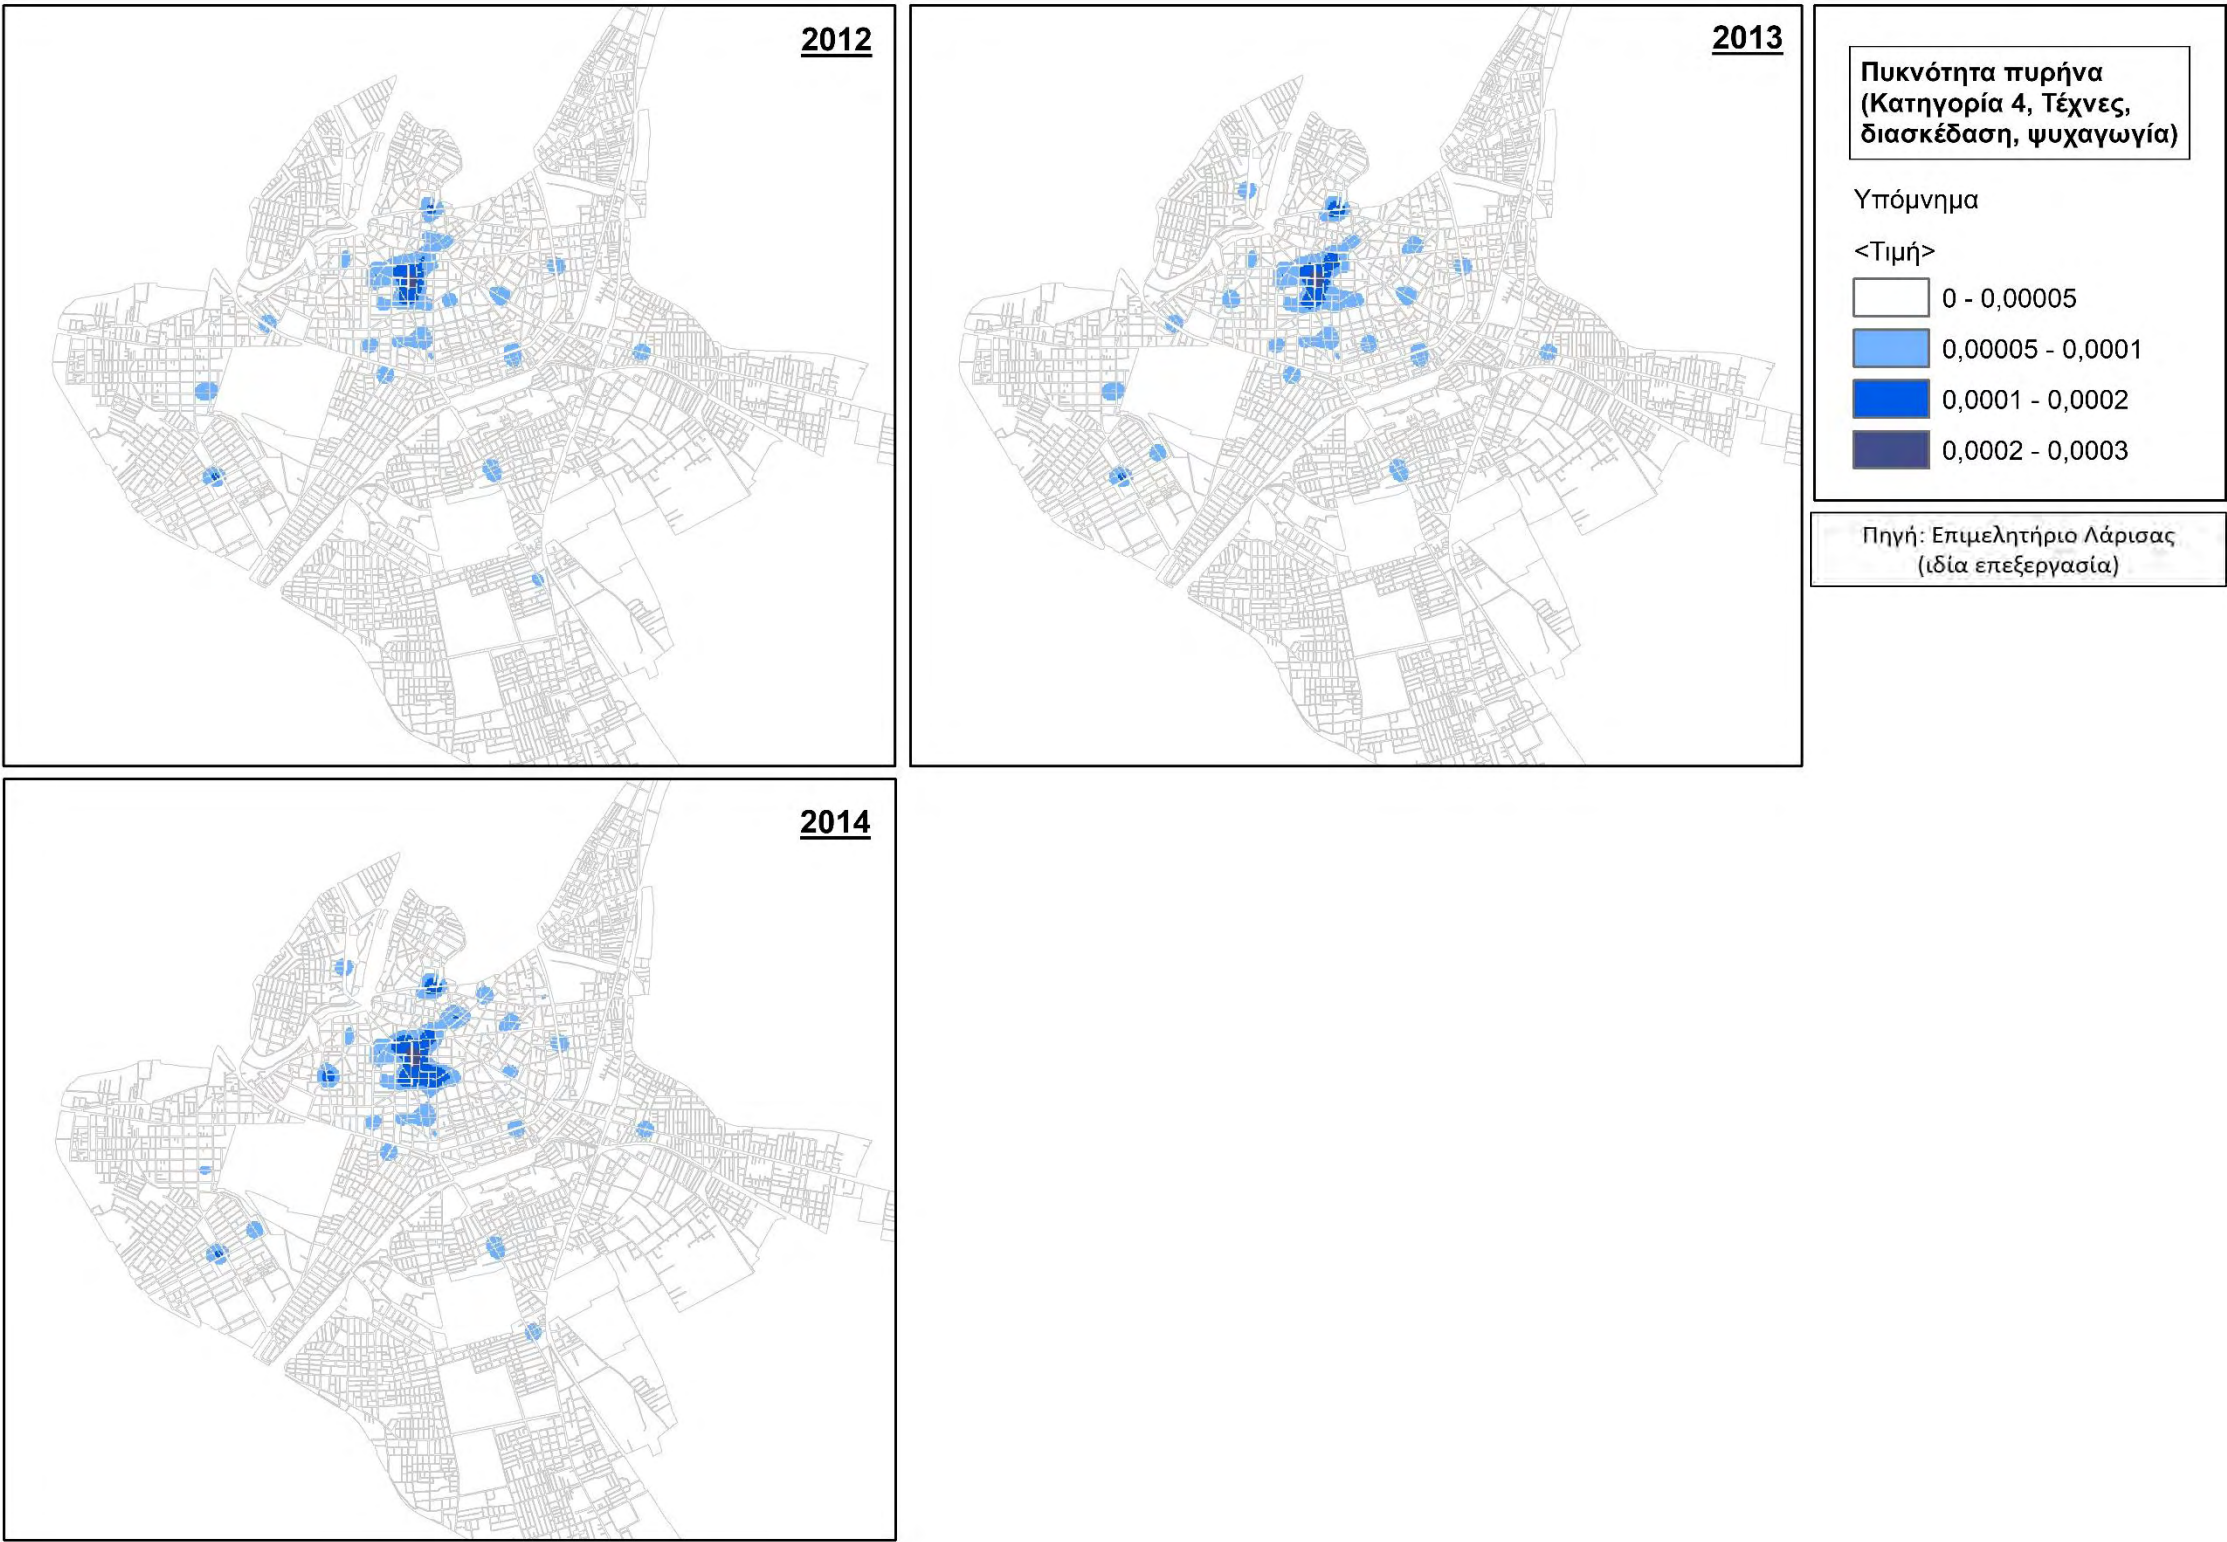 2012
2013
Πυκνότητα πυρήνα
(Κατηγορία 4, Τέχνες,
διασκέδαση, ψυχαγωγία)
Υπόμνημα
<Τιμή>
0 - 0,00005
0,00005 - 0,0001
0,0001 - 0,0002
0,0002 - 0,0003
Πηγή: Επιμελητήριο Λάρισας
(ιδία επεξεργασία)
2014